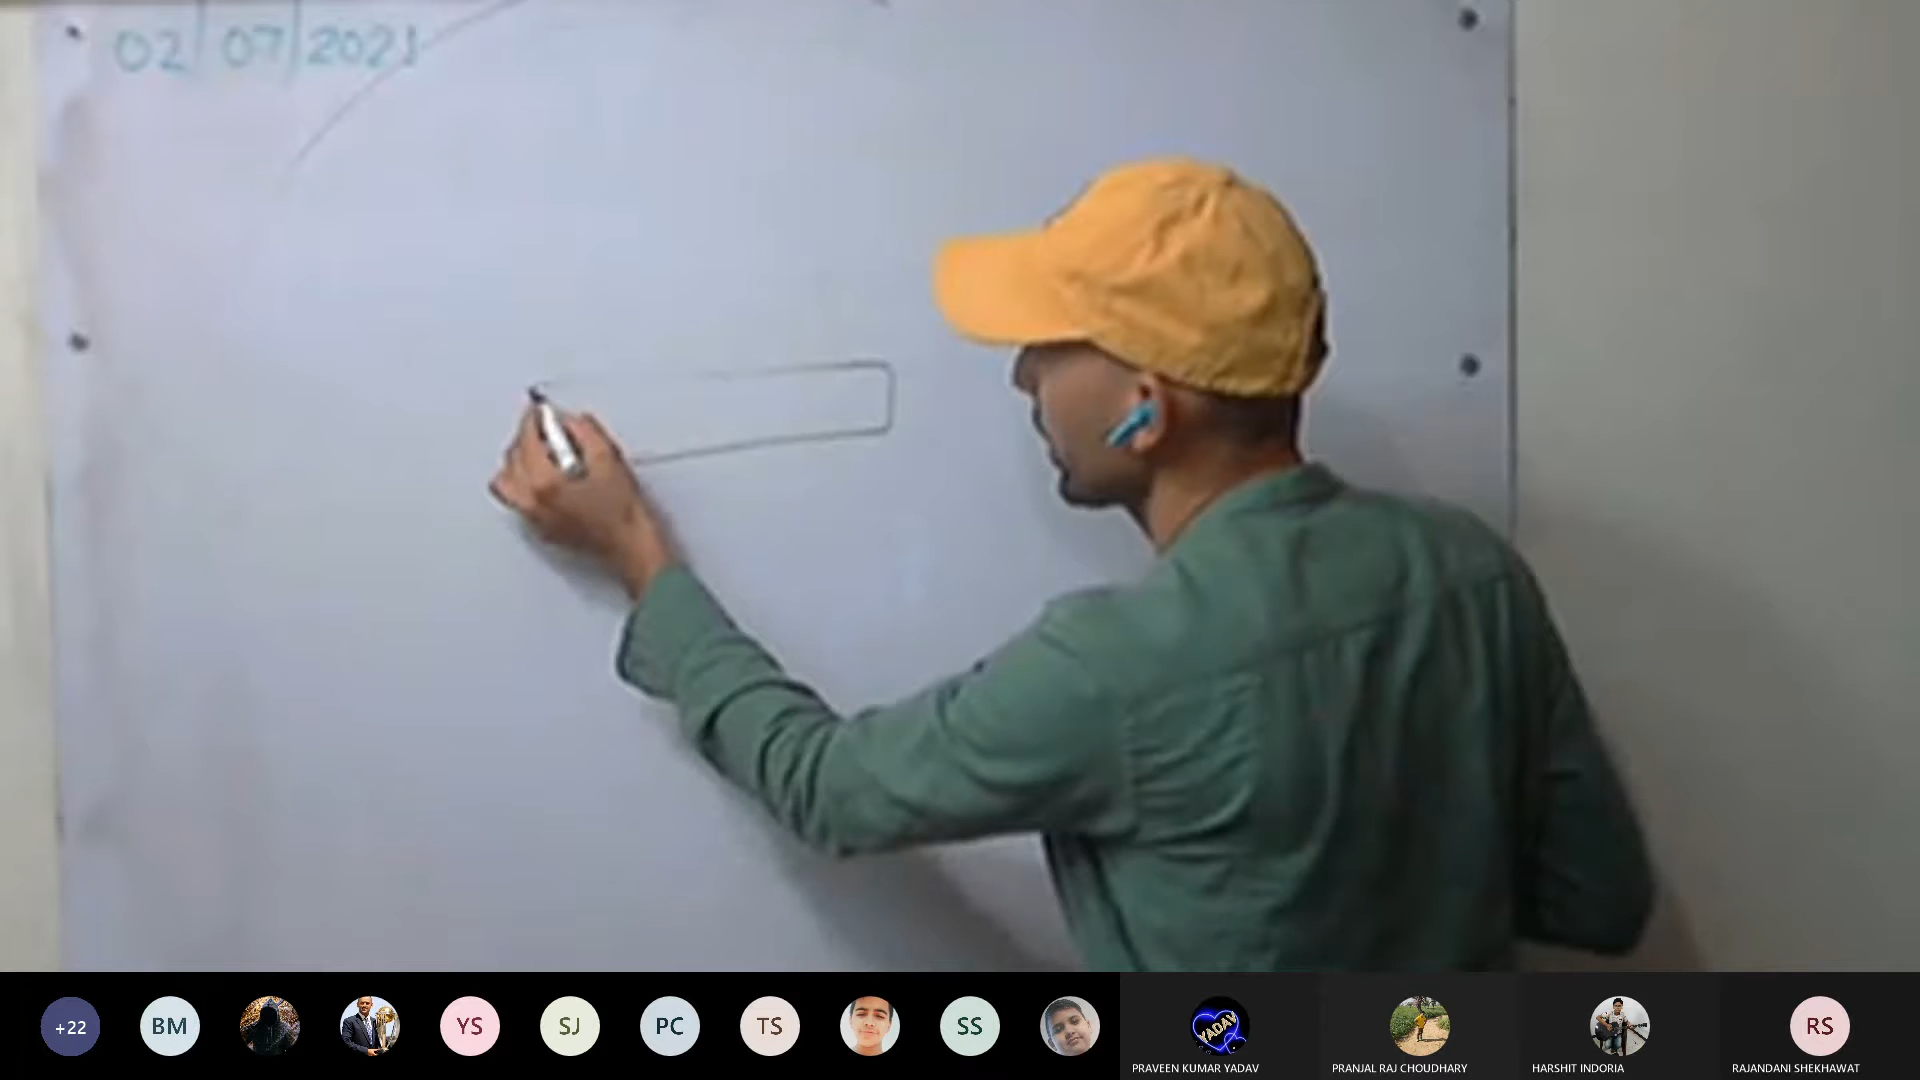 02/07/2021
+22
BM
YS
SJ
PC
TS
SS
YADAV
RS
PRAVEEN KUMAR YADAV
PRANJAL RAJ CHOUDHARY
HARSHIT INDORIA
RAJANDANI SHEKHAWAT